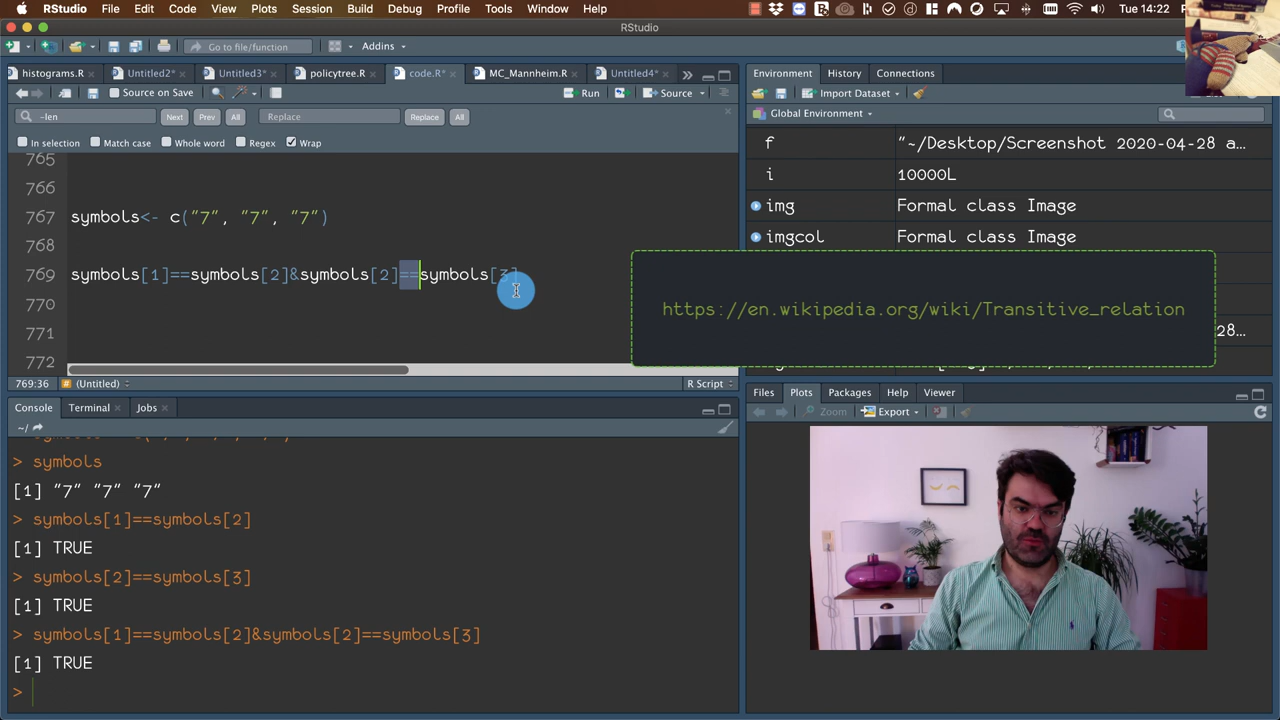 RStudio File Edit Code View Plots Session Build Debug Profile Tools Window Help Tue 14:22
RStudio
Go to file/function Addins
histograms.R Untitled2* Untitled3* policytree.R code.R* MC_Mannheim.R Untitled4*
Source on Save Run Source
~len Next Prev All Replace Replace All
In selection Match case Whole word Regex Wrap
765
766
767 symbols<- c("7", "7", "7")
768
769 symbols[1]==symbols[2]&symbols[2]==symbols[3]
770
771
772
769:36 (Untitled) R Script
Console Terminal Jobs
~/
> symbols
[1] "7" "7" "7"
> symbols[1]==symbols[2]
[1] TRUE
> symbols[2]==symbols[3]
[1] TRUE
> symbols[1]==symbols[2]&symbols[2]==symbols[3]
[1] TRUE
>
Environment History Connections
Import Dataset
Global Environment
f "~/Desktop/Screenshot 2020-04-28 a…
i 10000L
img Formal class Image
imgcol Formal class Image
https://en.wikipedia.org/wiki/Transitive_relation
28…
Files Plots Packages Help Viewer
Zoom Export